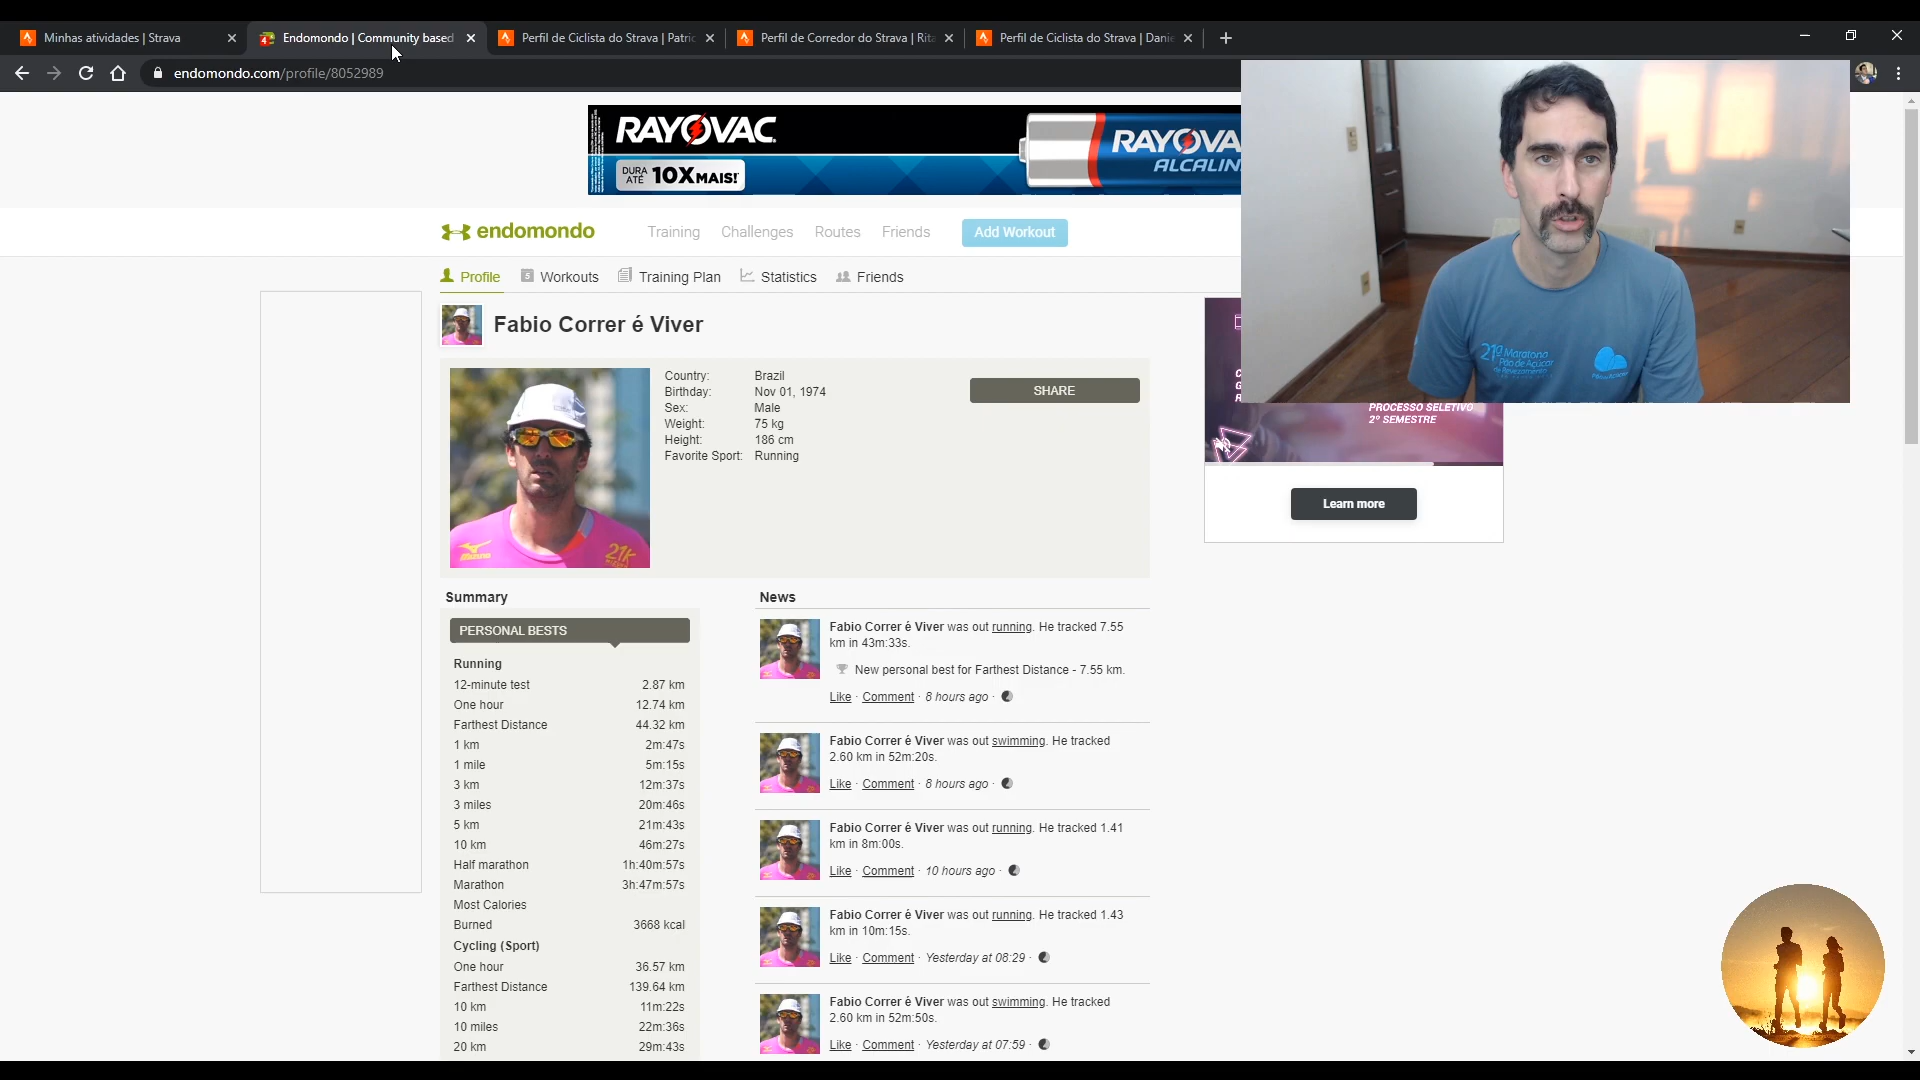 Minhas atividades | Strava
Endomondo | Community based
Perfil de Ciclista do Strava | Patric
Perfil de Corredor do Strava | Rita
Perfil de Ciclista do Strava | Danie
endomondo.com/profile/8052989
RAYOVAC
DURA ATÉ 10X MAIS!
RAYOVA
ALCALIN
endomondo
Training Challenges Routes Friends Add Workout
Profile Workouts Training Plan Statistics Friends
Fabio Correr é Viver
Country: Brazil
Birthday: Nov 01, 1974
Sex: Male
Weight: 75 kg
Height: 186 cm
Favorite Sport: Running
SHARE
21K
MIZUNO
21ª Maratona
Pão de Açúcar
de Revezamento
PROCESSO SELETIVO
2º SEMESTRE
Learn more
Summary
PERSONAL BESTS
Running
12-minute test 2.87 km
One hour 12.74 km
Farthest Distance 44.32 km
1 km 2m:47s
1 mile 5m:15s
3 km 12m:37s
3 miles 20m:46s
5 km 21m:43s
10 km 46m:27s
Half marathon 1h:40m:57s
Marathon 3h:47m:57s
Most Calories
Burned 3668 kcal
Cycling (Sport)
One hour 36.57 km
Farthest Distance 139.64 km
10 km 11m:22s
10 miles 22m:36s
20 km 29m:43s
News
Fabio Correr é Viver was out running. He tracked 7.55
km in 43m:33s.
New personal best for Farthest Distance - 7.55 km.
Like · Comment · 8 hours ago ·
Fabio Correr é Viver was out swimming. He tracked
2.60 km in 52m:20s.
Like · Comment · 8 hours ago ·
Fabio Correr é Viver was out running. He tracked 1.41
km in 8m:00s.
Like · Comment · 10 hours ago ·
Fabio Correr é Viver was out running. He tracked 1.43
km in 10m:15s.
Like · Comment · Yesterday at 08:29 ·
Fabio Correr é Viver was out swimming. He tracked
2.60 km in 52m:50s.
Like · Comment · Yesterday at 07:59 ·